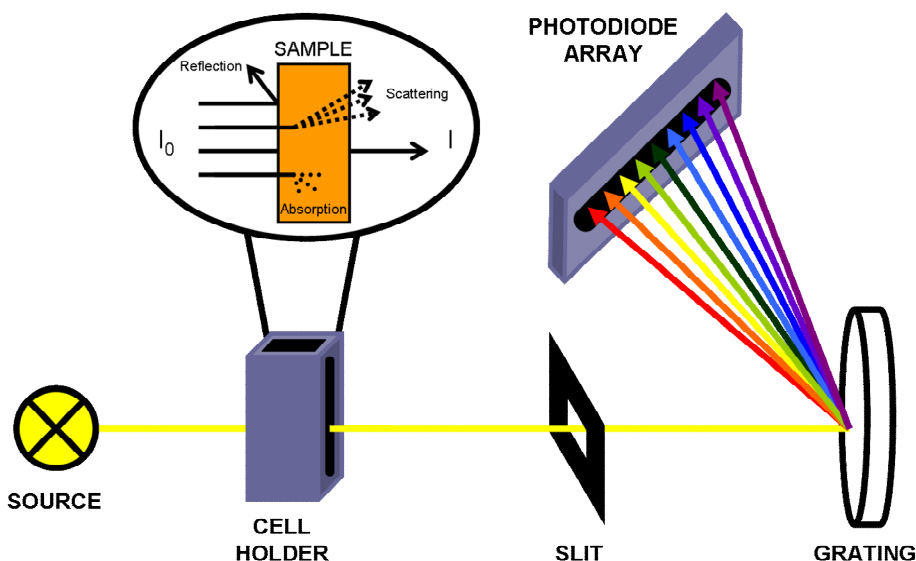 SAMPLE
Reflection
Scattering
I0
I
Absorption
PHOTODIODE
ARRAY
SOURCE
CELL
HOLDER
SLIT
GRATING